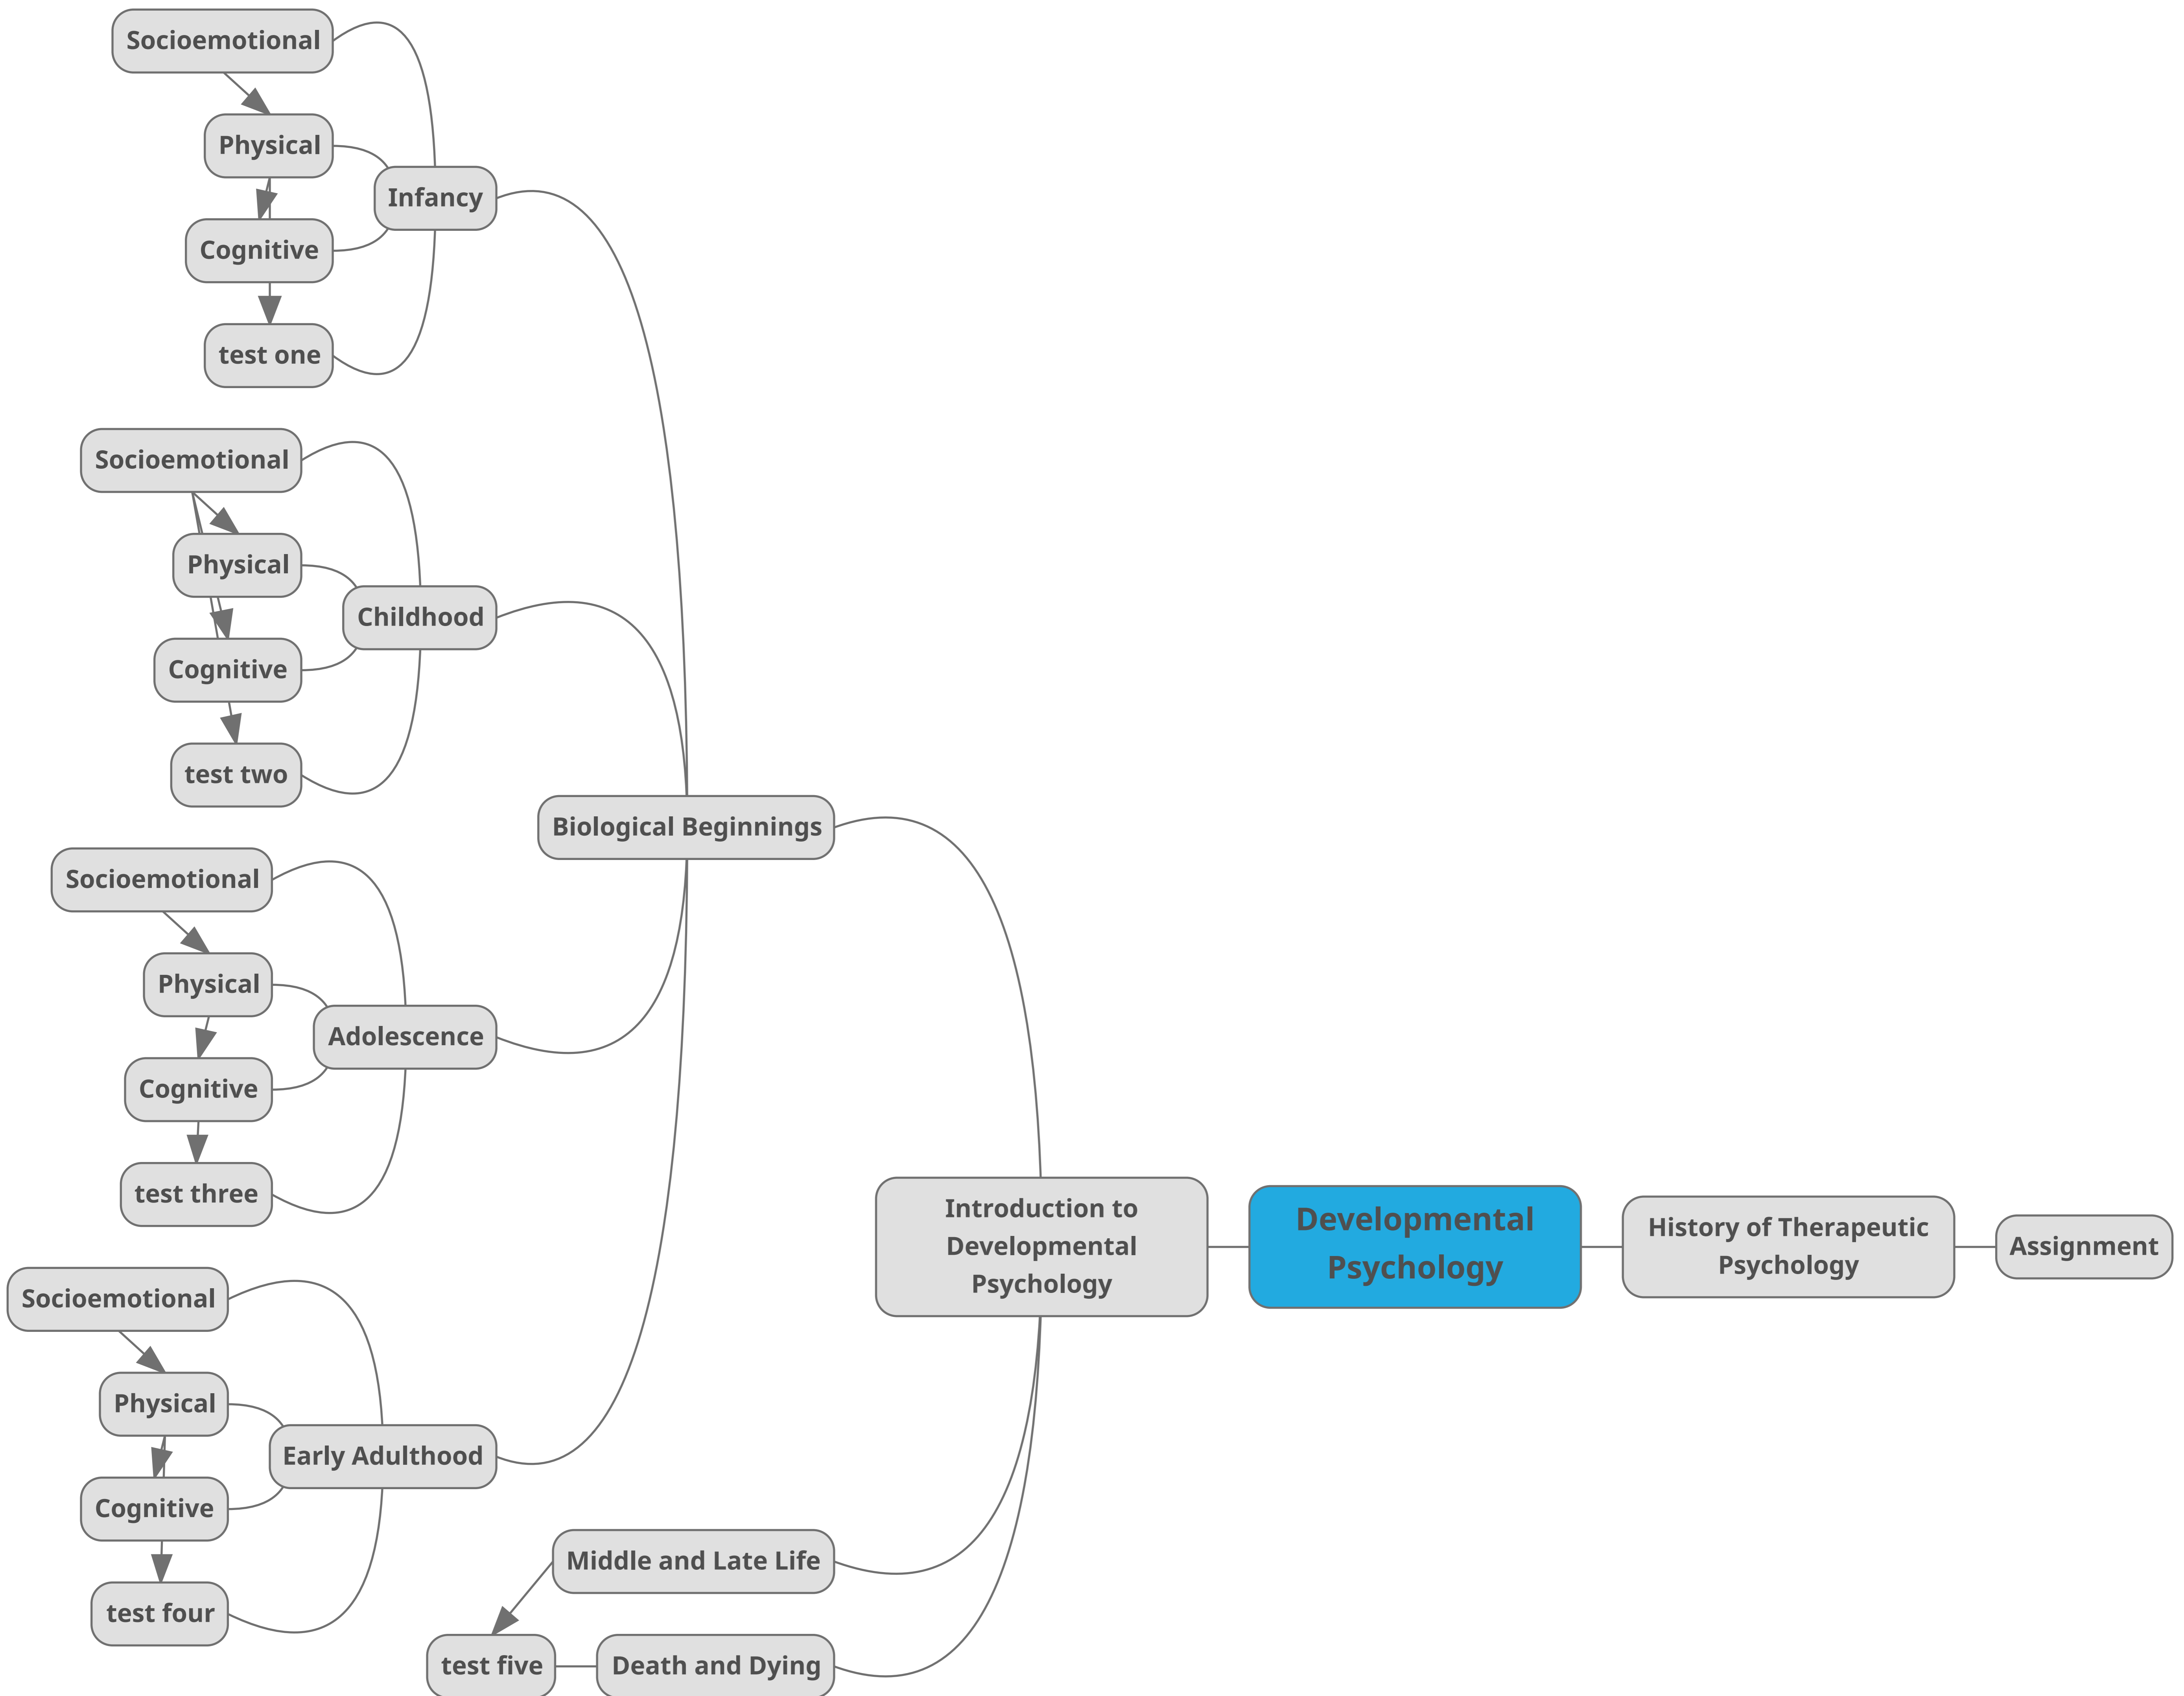 Socioemotional
Physical
Infancy
Cognitive
test one
Socioemotional
Physical
Childhood
Cognitive
test two
Biological Beginnings
Socioemotional
Physical
Adolescence
Cognitive
test three
Introduction to
Developmental
Psychology
Developmental
Psychology
History of Therapeutic
Psychology
Assignment
Socioemotional
Physical
Early Adulthood
Cognitive
test four
Middle and Late Life
test five
Death and Dying